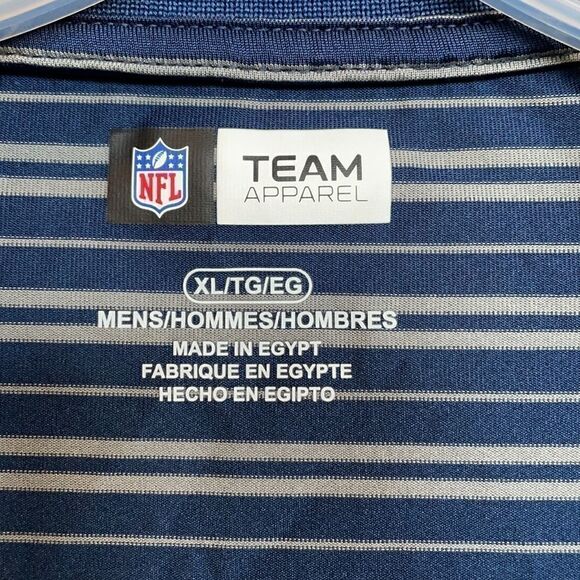 NFL
TEAM
APPAREL
XL/TG/EG
MENS/HOMMES/HOMBRES
MADE IN EGYPT
FABRIQUE EN EGYPTE
HECHO EN EGIPTO